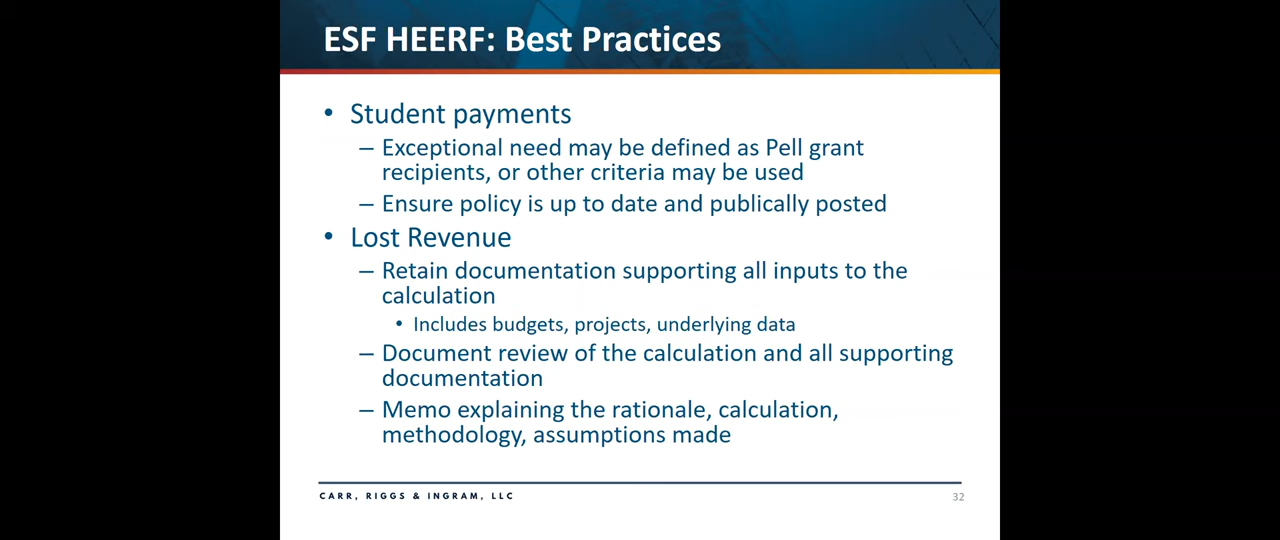 ESF HEERF: Best Practices
• Student payments
– Exceptional need may be defined as Pell grant
recipients, or other criteria may be used
– Ensure policy is up to date and publically posted
• Lost Revenue
– Retain documentation supporting all inputs to the
calculation
• Includes budgets, projects, underlying data
– Document review of the calculation and all supporting
documentation
– Memo explaining the rationale, calculation,
methodology, assumptions made
CARR, RIGGS & INGRAM, LLC
32